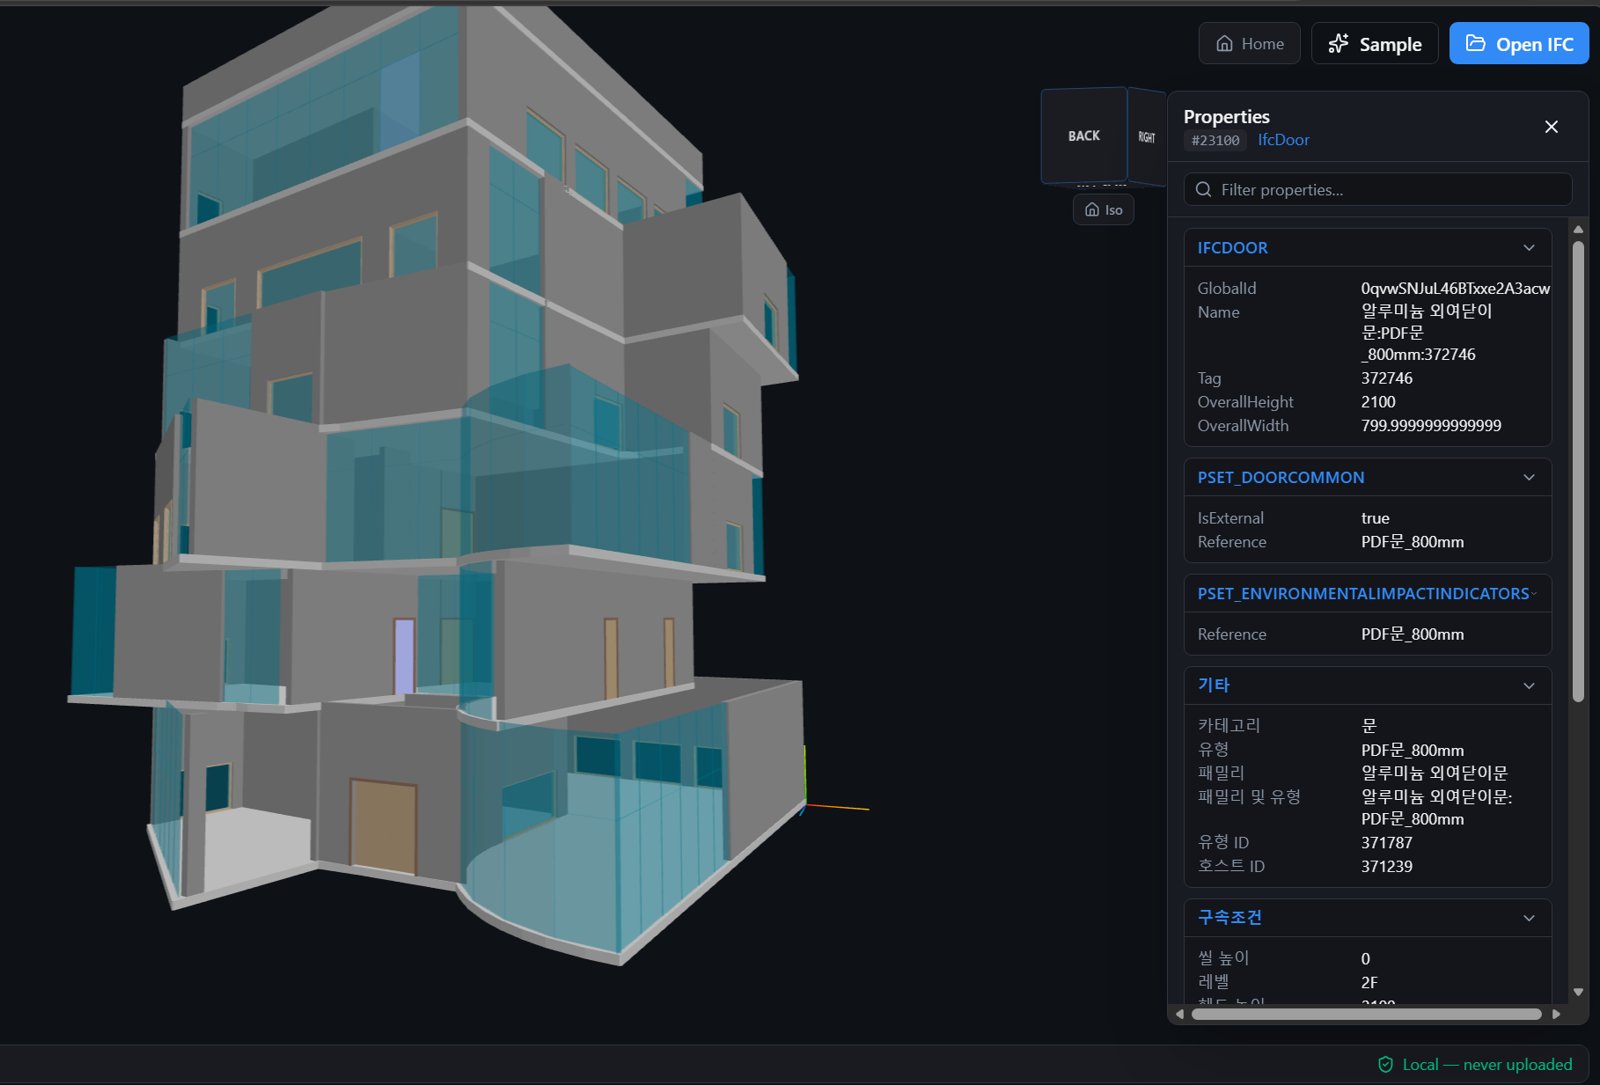 Home
Sample
Open IFC
BACK
RIGHT
Iso
Properties
#23100 IfcDoor
Filter properties...
IFCDOOR
GlobalId 0qvwSNJuL46BTxxe2A3acw
Name 알루미늄 외여닫이
문:PDF문
_800mm:372746
Tag 372746
OverallHeight 2100
OverallWidth 799.9999999999999
PSET_DOORCOMMON
IsExternal true
Reference PDF문_800mm
PSET_ENVIRONMENTALIMPACTINDICATORS
Reference PDF문_800mm
기타
카테고리 문
유형 PDF문_800mm
패밀리 알루미늄 외여닫이문
패밀리 및 유형 알루미늄 외여닫이문:
PDF문_800mm
유형 ID 371787
호스트 ID 371239
구속조건
씰 높이 0
레벨 2F
헤드 높이 2100
Local — never uploaded